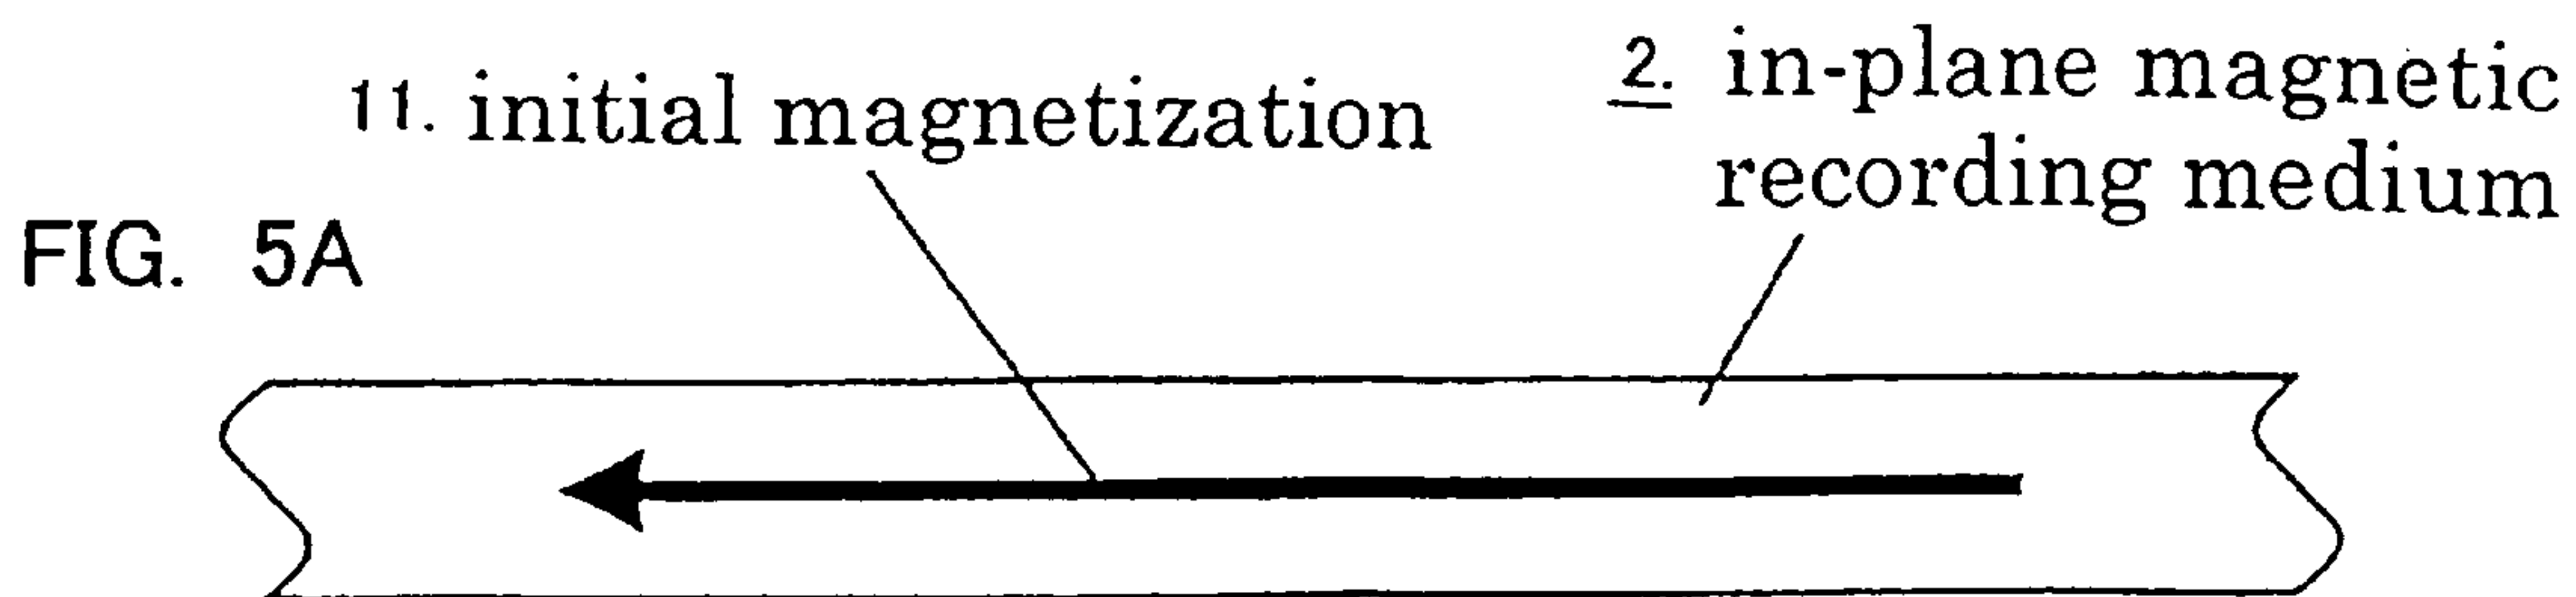 11. initial magnetization
2. in-plane magnetic
recording medium
FIG. 5A